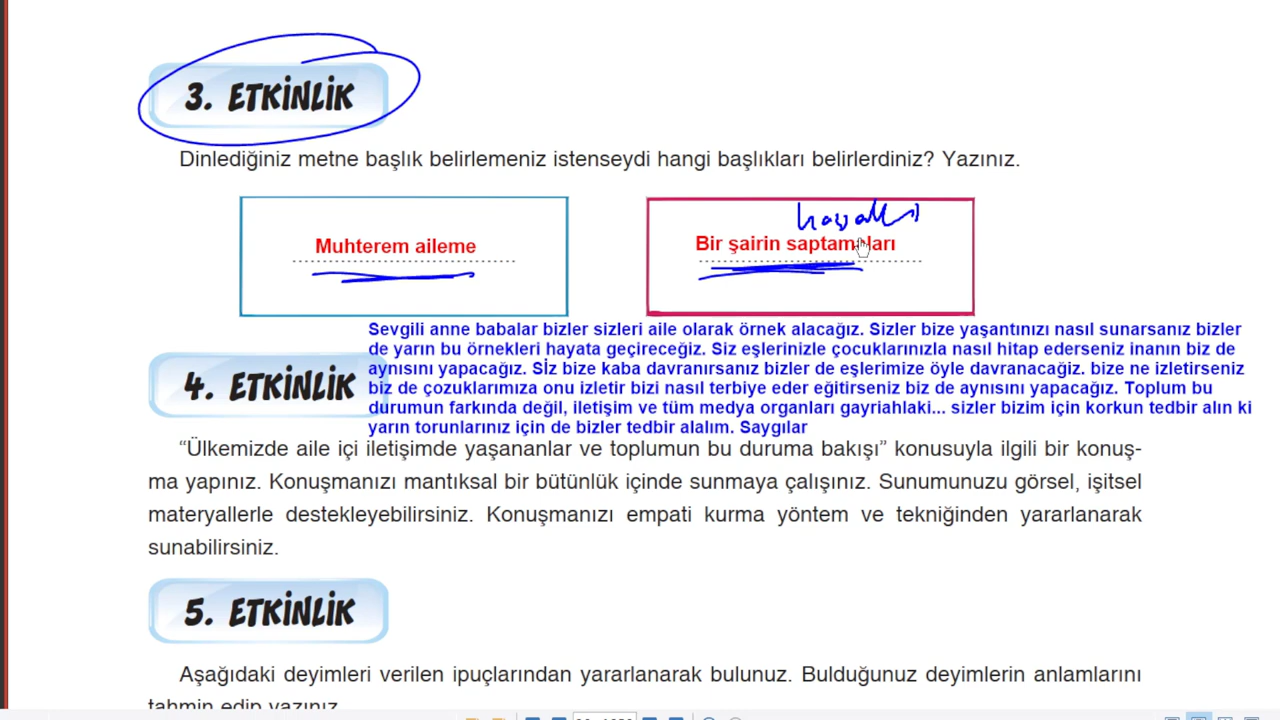 3. ETKİNLİK
Dinlediğiniz metne başlık belirlemeniz istenseydi hangi başlıkları belirlerdiniz? Yazınız.
Muhterem aileme
Bir şairin saptamaları
Sevgili anne babalar bizler sizleri aile olarak örnek alacağız. Sizler bize yaşantınızı nasıl sunarsanız bizler
de yarın bu örnekleri hayata geçireceğiz. Siz eşlerinizle çocuklarınızla nasıl hitap ederseniz inanın biz de
aynısını yapacağız. Sİz bize kaba davranırsanız bizler de eşlerimize öyle davranacağiz. bize ne izletirseniz
biz de çozuklarımıza onu izletir bizi nasıl terbiye eder eğitirseniz biz de aynısını yapacağız. Toplum bu
durumun farkında değil, iletişim ve tüm medya organları gayriahlaki... sizler bizim için korkun tedbir alın ki
yarın torunlarınız için de bizler tedbir alalım. Saygılar
4. ETKİNLİK
“Ülkemizde aile içi iletişimde yaşananlar ve toplumun bu duruma bakışı” konusuyla ilgili bir konuş-
ma yapınız. Konuşmanızı mantıksal bir bütünlük içinde sunmaya çalışınız. Sunumunuzu görsel, işitsel
materyallerle destekleyebilirsiniz. Konuşmanızı empati kurma yöntem ve tekniğinden yararlanarak
sunabilirsiniz.
5. ETKİNLİK
Aşağıdaki deyimleri verilen ipuçlarından yararlanarak bulunuz. Bulduğunuz deyimlerin anlamlarını
tahmin edip yazınız.